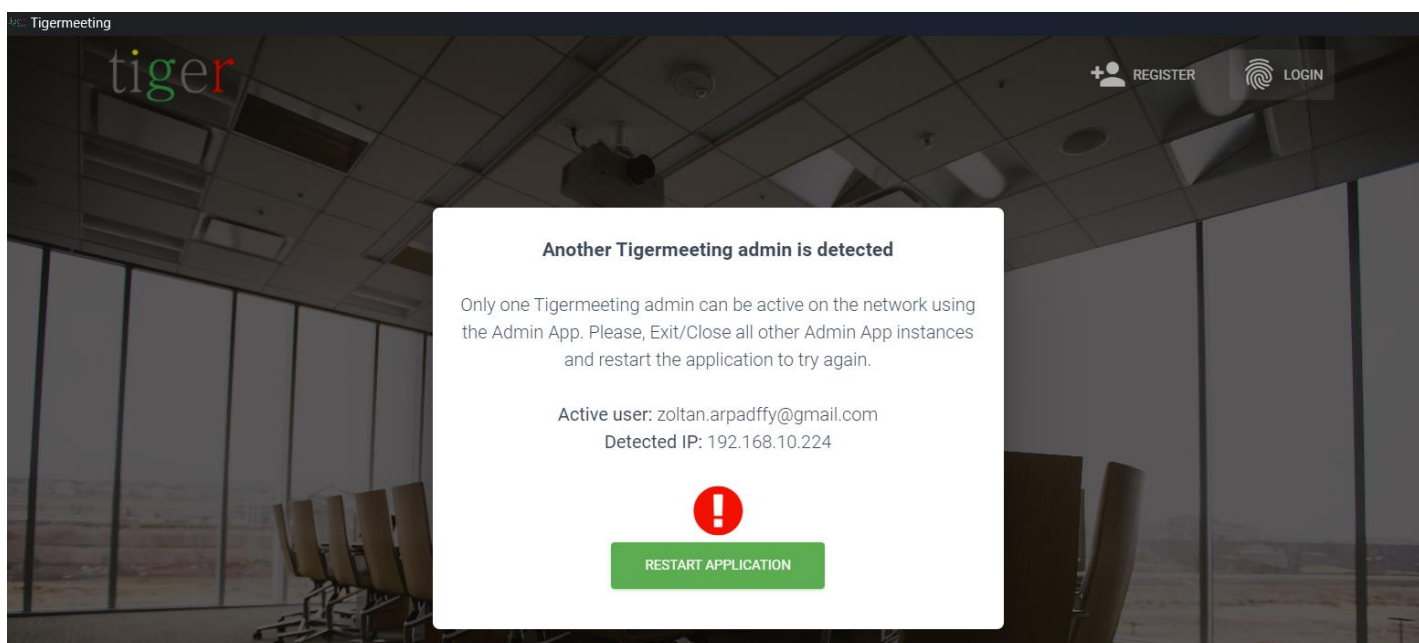 Tigermeeting
tiger
REGISTER
LOGIN
Another Tigermeeting admin is detected
Only one Tigermeeting admin can be active on the network using
the Admin App. Please, Exit/Close all other Admin App instances
and restart the application to try again.
Active user: zoltan.arpadffy@gmail.com
Detected IP: 192.168.10.224
RESTART APPLICATION